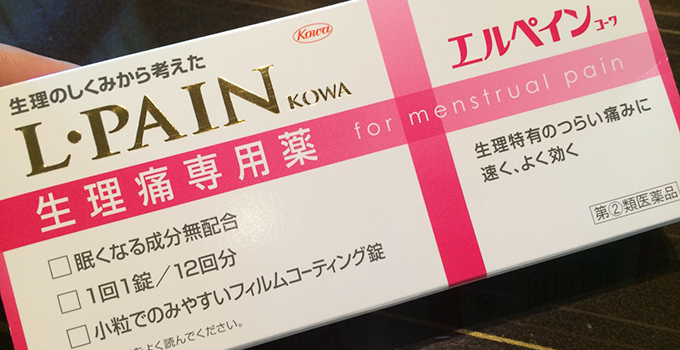 Kowa
生理のしくみから考えた
L・PAIN KOWA
生理痛専用薬
for menstrual pain
□眠くなる成分無配合
□1回1錠/12回分
□小粒でのみやすいフィルムコーティング錠
よく読んでください。
エルペインコーワ
生理特有のつらい痛みに
速く、よく効く
指②類医薬品